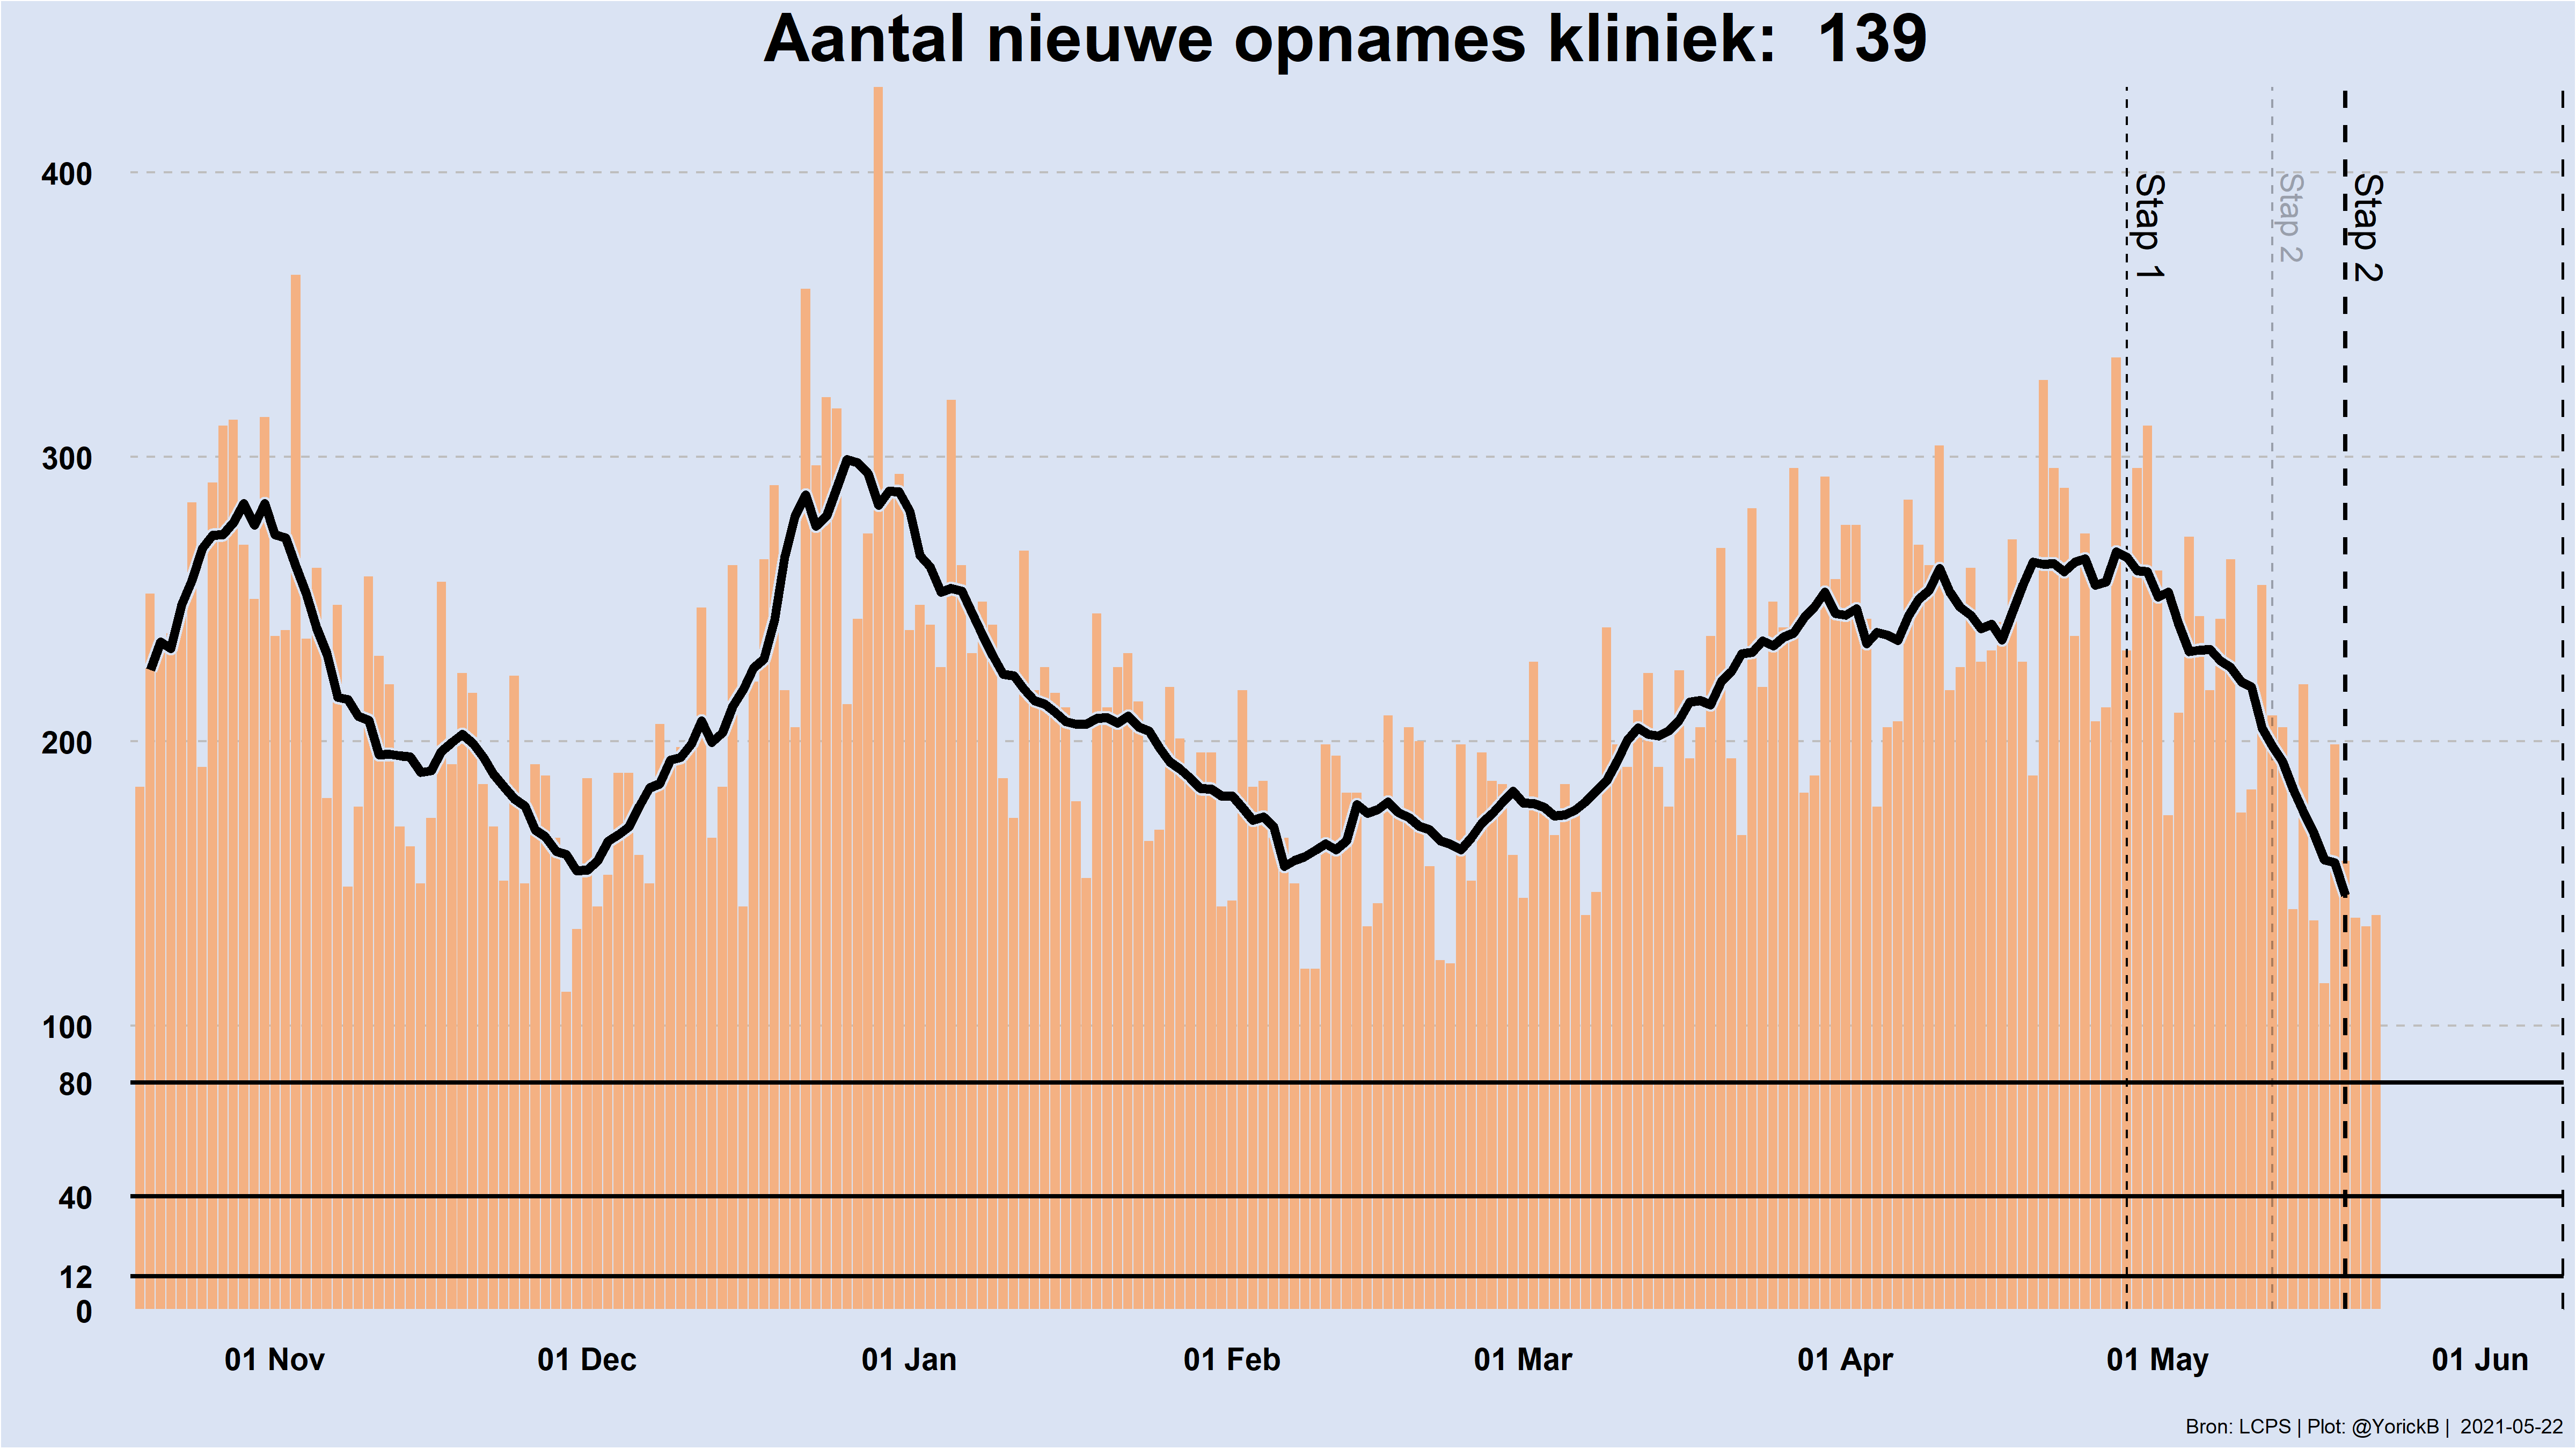 Aantal nieuwe opnames kliniek: 139
400
300
200
100
80
40
12
0
Stap 1
Stap 2
Stap 2
01 Nov
01 Dec
01 Jan
01 Feb
01 Mar
01 Apr
01 May
01 Jun
Bron: LCPS | Plot: @YorickB | 2021-05-22